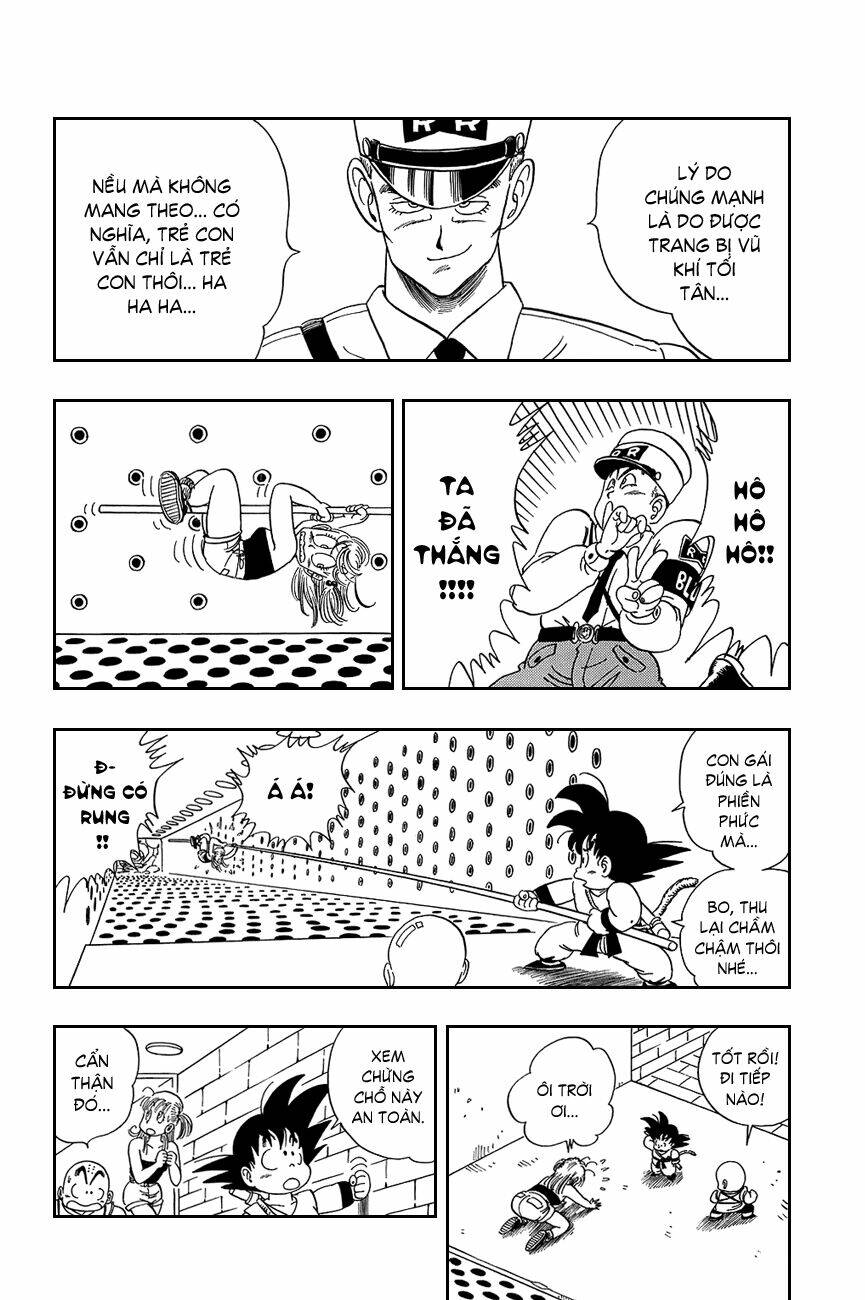 LÝ DO
CHÚNG MẠNH
LÀ DO ĐƯỢC
TRANG BỊ VŨ
KHÍ TỐI
TÂN...
NẾU MÀ KHÔNG
MANG THEO... CÓ
NGHĨA, TRẺ CON
VẪN CHỈ LÀ TRẺ
CON THÔI... HA
HA HA...
R R
HÔ
HÔ
HÔ!!
TA
ĐÃ
THẮNG
!!!!
R R
R
BLU
CON GÁI
ĐÚNG LÀ
PHIỀN
PHỨC
MÀ...
BO, THU
LẠI CHẦM
CHẬM THÔI
NHÉ...
Á Á!
Đ-
ĐỪNG CÓ
RUNG
!!
TỐT RỒI!
ĐI TIẾP
NÀO!
ÔI TRỜI
ƠI...
XEM
CHỪNG
CHỖ NÀY
AN TOÀN.
CẨN
THẬN
ĐÓ...